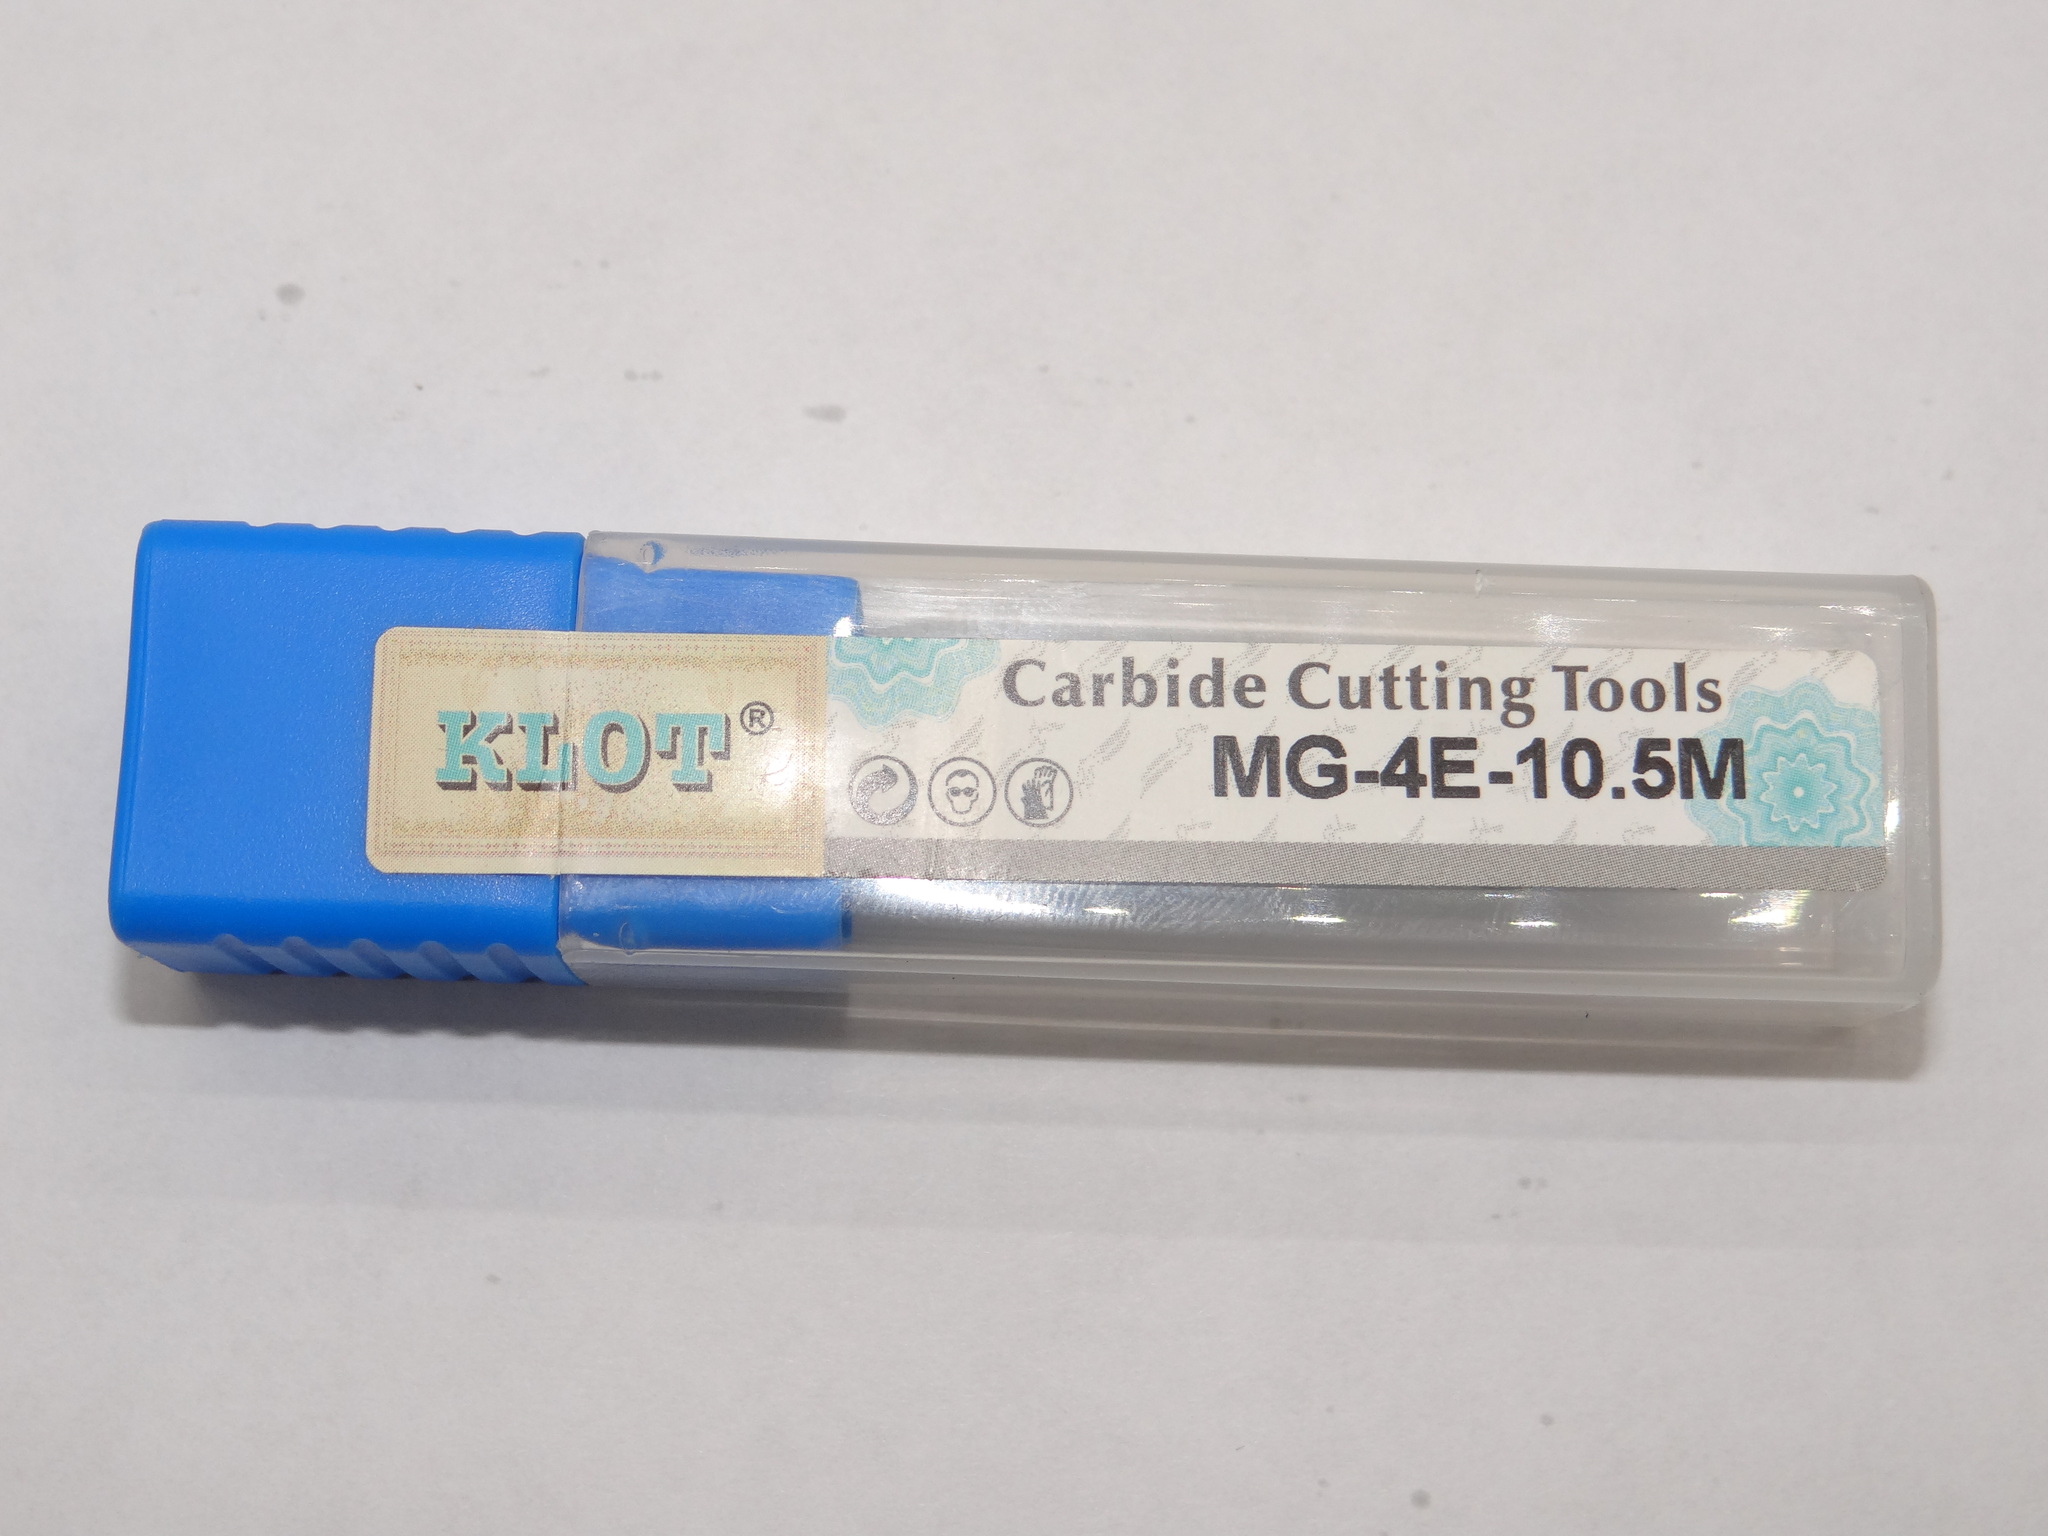 KLOT®
Carbide Cutting Tools
MG-4E-10.5M